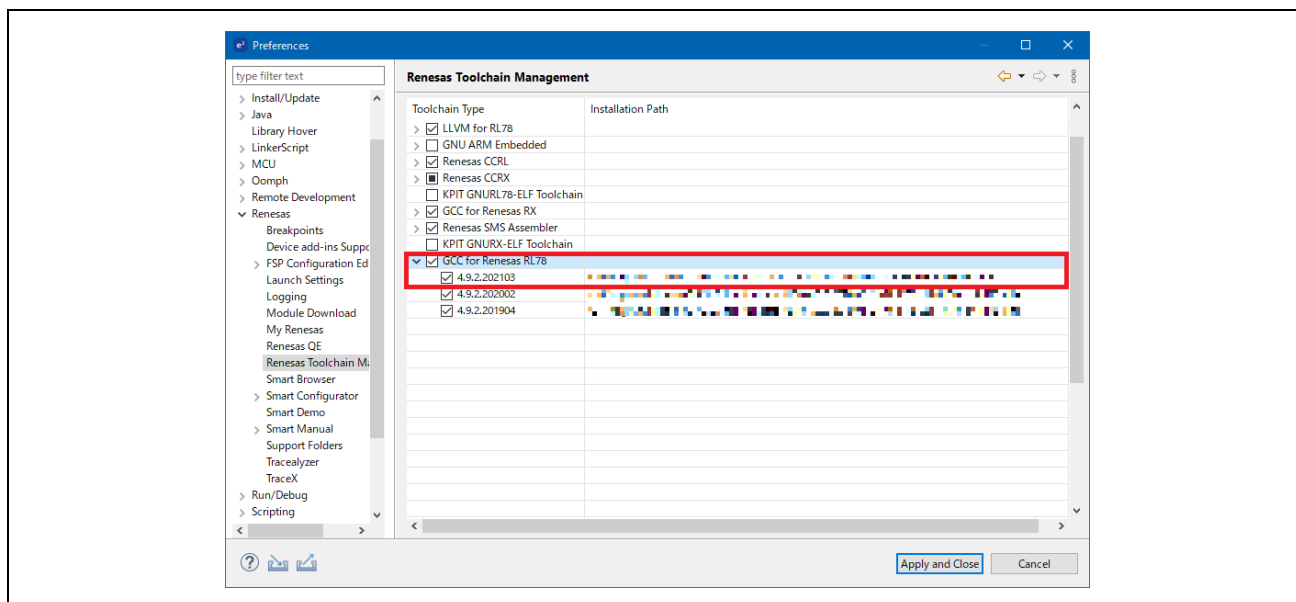 e² Preferences
type filter text
Install/Update
Java
Library Hover
LinkerScript
MCU
Oomph
Remote Development
Renesas
Breakpoints
Device add-ins Suppo
FSP Configuration Ed
Launch Settings
Logging
Module Download
My Renesas
Renesas QE
Renesas Toolchain Ma
Smart Browser
Smart Configurator
Smart Demo
Smart Manual
Support Folders
Tracealyzer
TraceX
Run/Debug
Scripting
Renesas Toolchain Management
Toolchain Type Installation Path
LLVM for RL78
GNU ARM Embedded
Renesas CCRL
Renesas CCRX
KPIT GNURL78-ELF Toolchain
GCC for Renesas RX
Renesas SMS Assembler
KPIT GNURX-ELF Toolchain
GCC for Renesas RL78
4.9.2.202103
4.9.2.202002
4.9.2.201904
Apply and Close Cancel